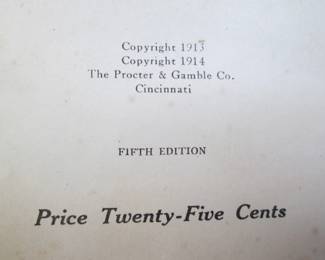 Copyright 1913
Copyright 1914
The Procter & Gamble Co.
Cincinnati
FIFTH EDITION
Price Twenty-Five Cents